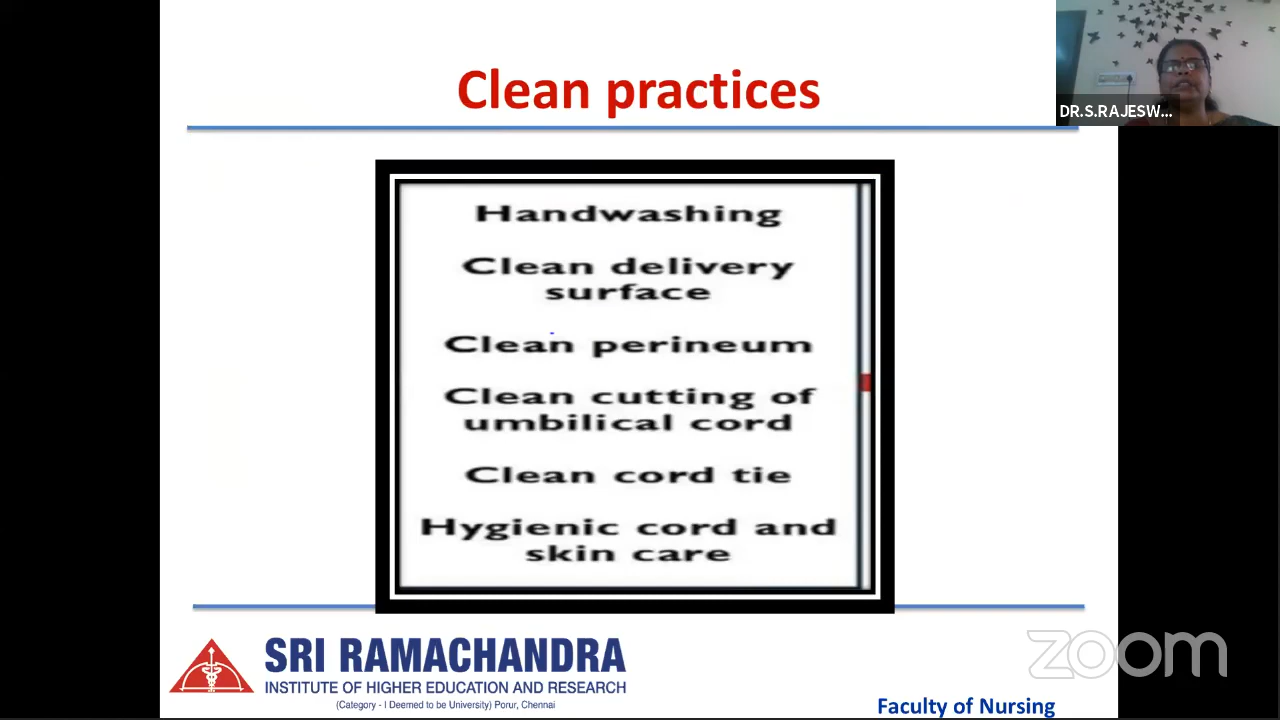 Clean practices
DR.S.RAJESW...
Handwashing
Clean delivery
surface
Clean perineum
Clean cutting of
umbilical cord
Clean cord tie
Hygienic cord and
skin care
SRI RAMACHANDRA
INSTITUTE OF HIGHER EDUCATION AND RESEARCH
(Category - I Deemed to be University) Porur, Chennai
Faculty of Nursing
zoom